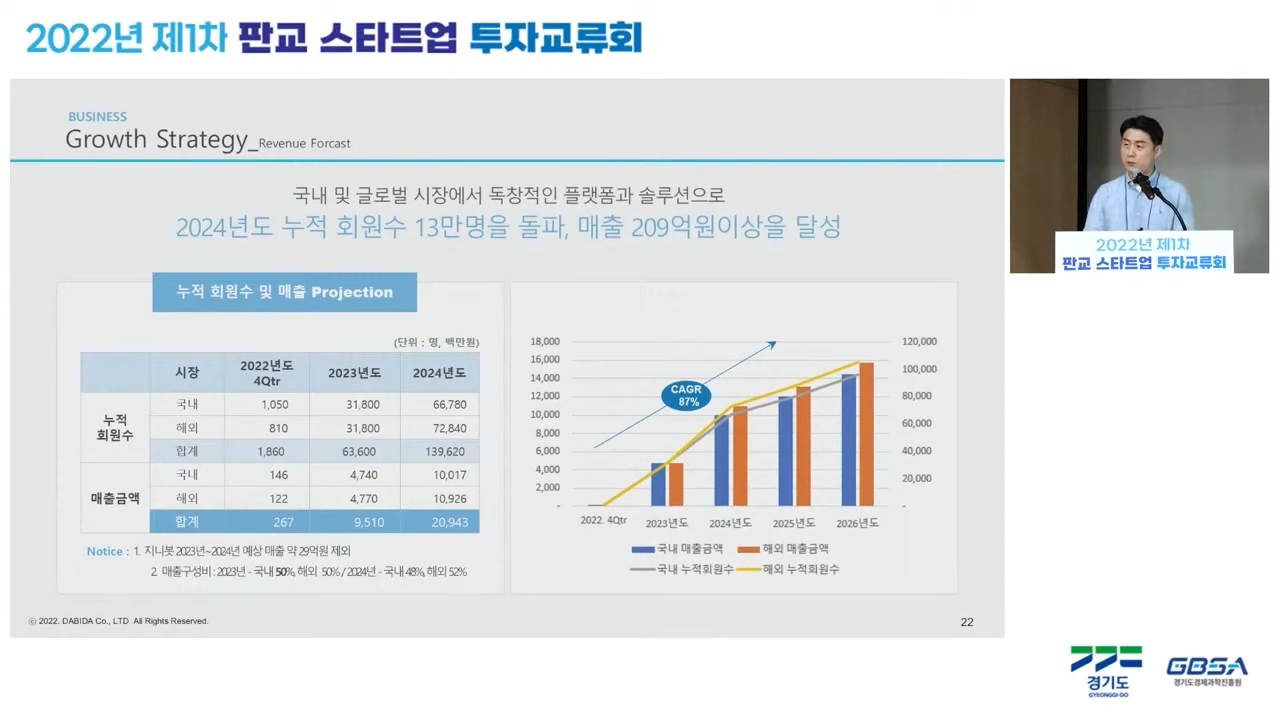 2022년 제1차 판교 스타트업 투자교류회
BUSINESS
Growth Strategy_Revenue Forcast
국내 및 글로벌 시장에서 독창적인 플랫폼과 솔루션으로
2024년도 누적 회원수 13만명을 돌파, 매출 209억원이상을 달성
누적 회원수 및 매출 Projection
(단위 : 명, 백만원)
시장 2022년도 4Qtr 2023년도 2024년도
누적 회원수
국내 1,050 31,800 66,780
해외 810 31,800 72,840
합계 1,860 63,600 139,620
매출금액
국내 146 4,740 10,017
해외 122 4,770 10,926
합계 267 9,510 20,943
Notice : 1. 지니봇 2023년~2024년 예상 매출 약 29억원 제외
2. 매출구성비 : 2023년 - 국내 50%, 해외 50% / 2024년 - 국내 48%, 해외 52%
18,000
16,000
14,000
12,000
10,000
8,000
6,000
4,000
2,000
-
CAGR
87%
120,000
100,000
80,000
60,000
40,000
20,000
-
2022. 4Qtr 2023년도 2024년도 2025년도 2026년도
국내 매출금액 해외 매출금액
국내 누적회원수 해외 누적회원수
ⓒ 2022. DABIDA Co., LTD All Rights Reserved.
22
2022년 제1차
판교 스타트업 투자교류회
경기도
GYEONGGI-DO
GBSA
경기도경제과학진흥원